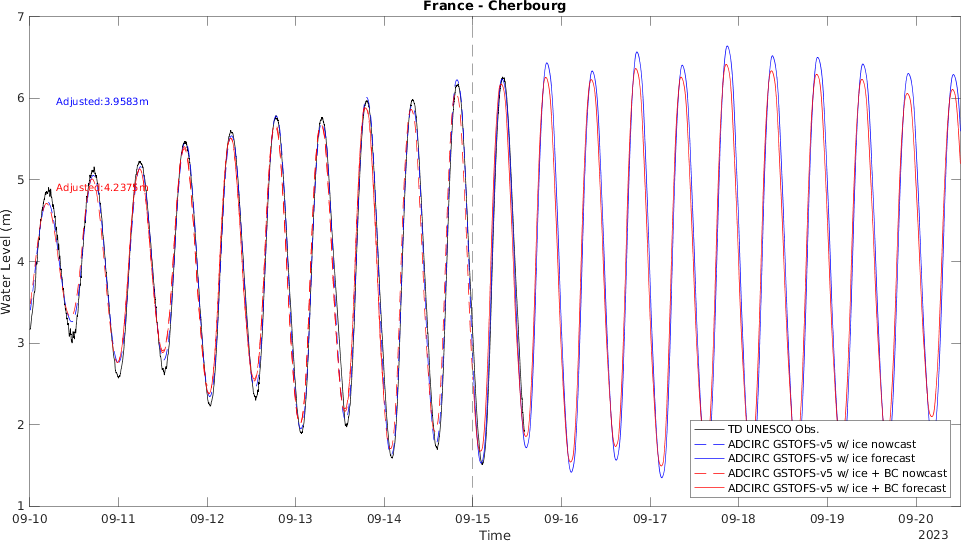 France - Cherbourg
7
6
5
4
3
2
1
Water Level (m)
Adjusted:3.9583m
Adjusted:4.2375m
TD UNESCO Obs.
ADCIRC GSTOFS-v5 w/ ice nowcast
ADCIRC GSTOFS-v5 w/ ice forecast
ADCIRC GSTOFS-v5 w/ ice + BC nowcast
ADCIRC GSTOFS-v5 w/ ice + BC forecast
09-10 09-11 09-12 09-13 09-14 09-15 09-16 09-17 09-18 09-19 09-20
Time
2023